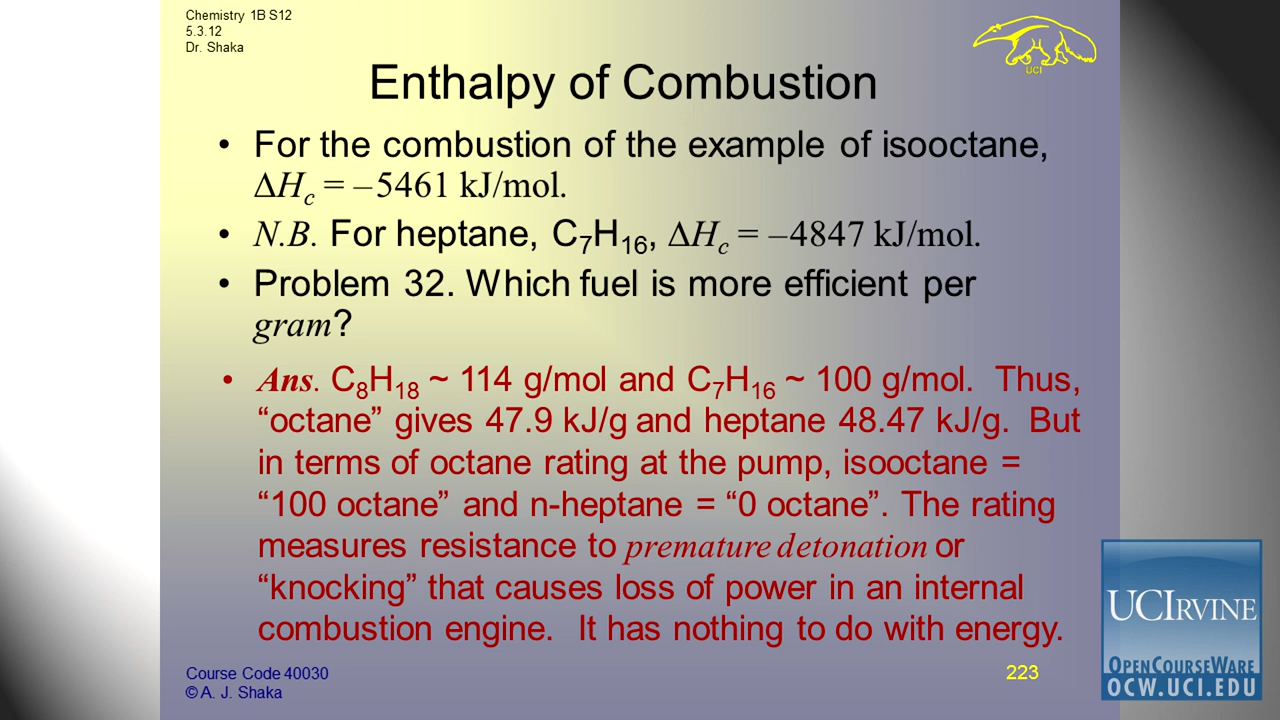 Chemistry 1B S12
5.3.12
Dr. Shaka
UCI
Enthalpy of Combustion
• For the combustion of the example of isooctane,
ΔHc = –5461 kJ/mol.
• N.B. For heptane, C7H16, ΔHc = –4847 kJ/mol.
• Problem 32. Which fuel is more efficient per
gram?
• Ans. C8H18 ~ 114 g/mol and C7H16 ~ 100 g/mol. Thus,
“octane” gives 47.9 kJ/g and heptane 48.47 kJ/g. But
in terms of octane rating at the pump, isooctane =
“100 octane” and n-heptane = “0 octane”. The rating
measures resistance to premature detonation or
“knocking” that causes loss of power in an internal
combustion engine. It has nothing to do with energy.
Course Code 40030
© A. J. Shaka
223
UCIRVINE
OPENCOURSEWARE
OCW.UCI.EDU